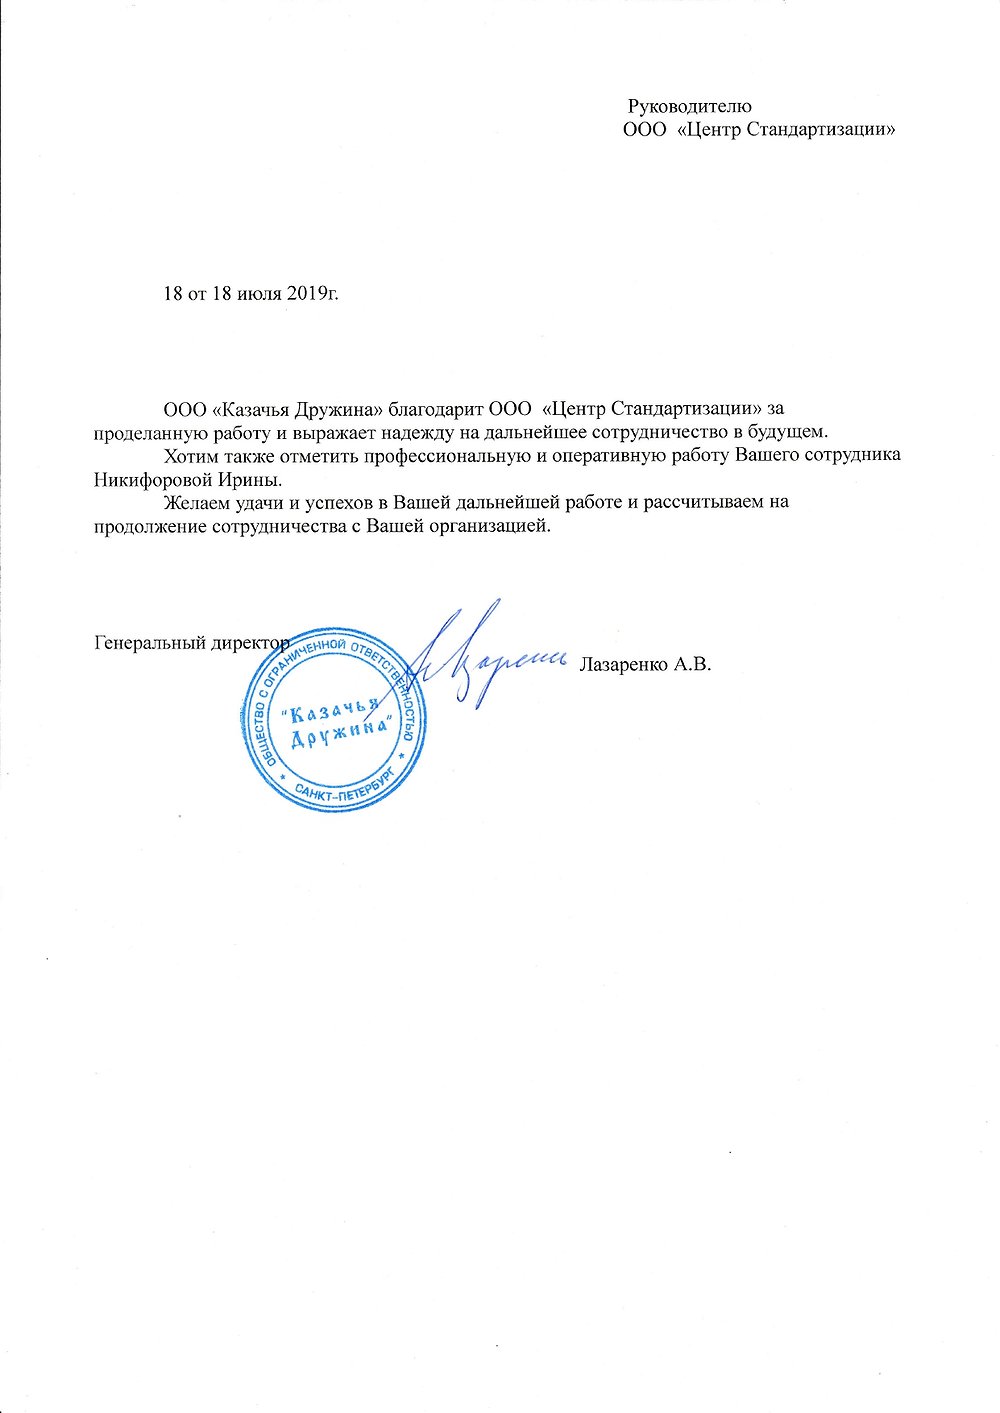 Руководителю
ООО «Центр Стандартизации»
18 от 18 июля 2019г.
ООО «Казачья Дружина» благодарит ООО «Центр Стандартизации» за
проделанную работу и выражает надежду на дальнейшее сотрудничество в будущем.
Хотим также отметить профессиональную и оперативную работу Вашего сотрудника
Никифоровой Ирины.
Желаем удачи и успехов в Вашей дальнейшей работе и рассчитываем на
продолжение сотрудничества с Вашей организацией.
Генеральный директор
Лазаренко А.В.
ОБЩЕСТВО С ОГРАНИЧЕННОЙ ОТВЕТСТВЕННОСТЬЮ
"Казачья
Дружина"
* САНКТ-ПЕТЕРБУРГ *